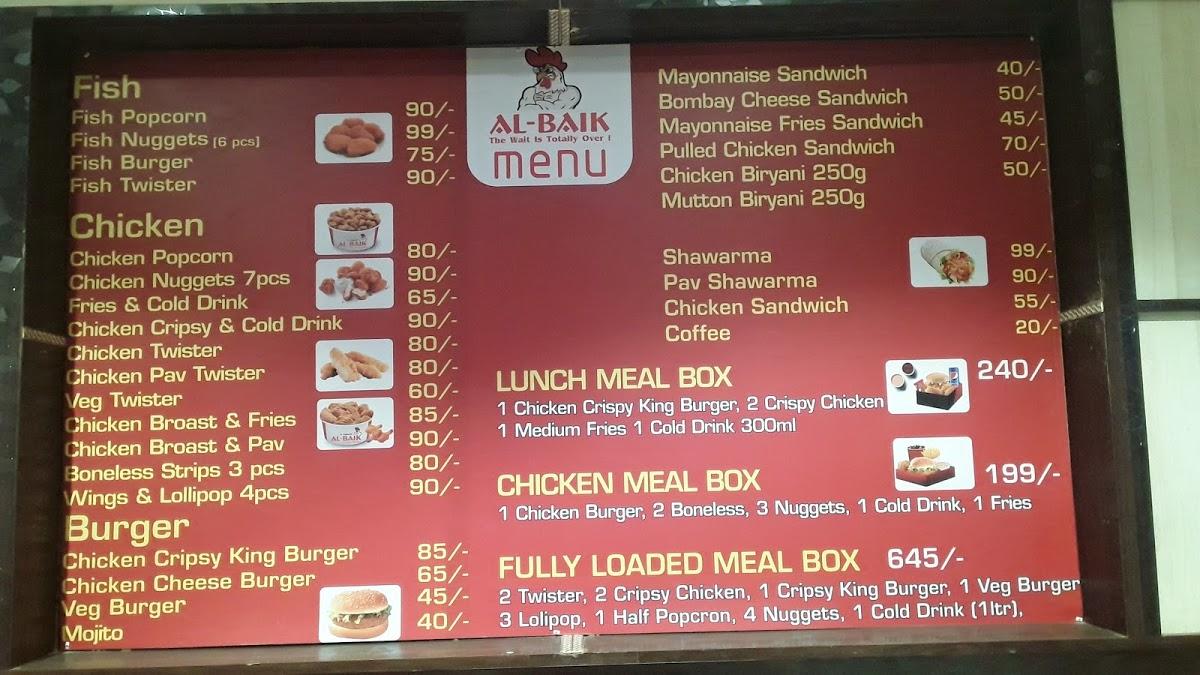 Fish
Fish Popcorn 90/-
Fish Nuggets [6 pcs] 99/-
Fish Burger 75/-
Fish Twister 90/-
Chicken
Chicken Popcorn 80/-
Chicken Nuggets 7pcs 90/-
Fries & Cold Drink 65/-
Chicken Cripsy & Cold Drink 90/-
Chicken Twister 80/-
Chicken Pav Twister 80/-
Veg Twister 60/-
Chicken Broast & Fries 85/-
Chicken Broast & Pav 90/-
Boneless Strips 3 pcs 80/-
Wings & Lollipop 4pcs 90/-
Burger
Chicken Cripsy King Burger 85/-
Chicken Cheese Burger 65/-
Veg Burger 45/-
Mojito 40/-
AL-BAIK
AL-BAIK
AL-BAIK
The Wait Is Totally Over !
menu
Mayonnaise Sandwich 40/-
Bombay Cheese Sandwich 50/-
Mayonnaise Fries Sandwich 45/-
Pulled Chicken Sandwich 70/-
Chicken Biryani 250g 50/-
Mutton Biryani 250g
Shawarma 99/-
Pav Shawarma 90/-
Chicken Sandwich 55/-
Coffee 20/-
LUNCH MEAL BOX 240/-
1 Chicken Crispy King Burger, 2 Crispy Chicken
1 Medium Fries 1 Cold Drink 300ml
CHICKEN MEAL BOX 199/-
1 Chicken Burger, 2 Boneless, 3 Nuggets, 1 Cold Drink, 1 Fries
FULLY LOADED MEAL BOX 645/-
2 Twister, 2 Cripsy Chicken, 1 Cripsy King Burger, 1 Veg Burger
3 Lolipop, 1 Half Popcron, 4 Nuggets, 1 Cold Drink (1ltr),